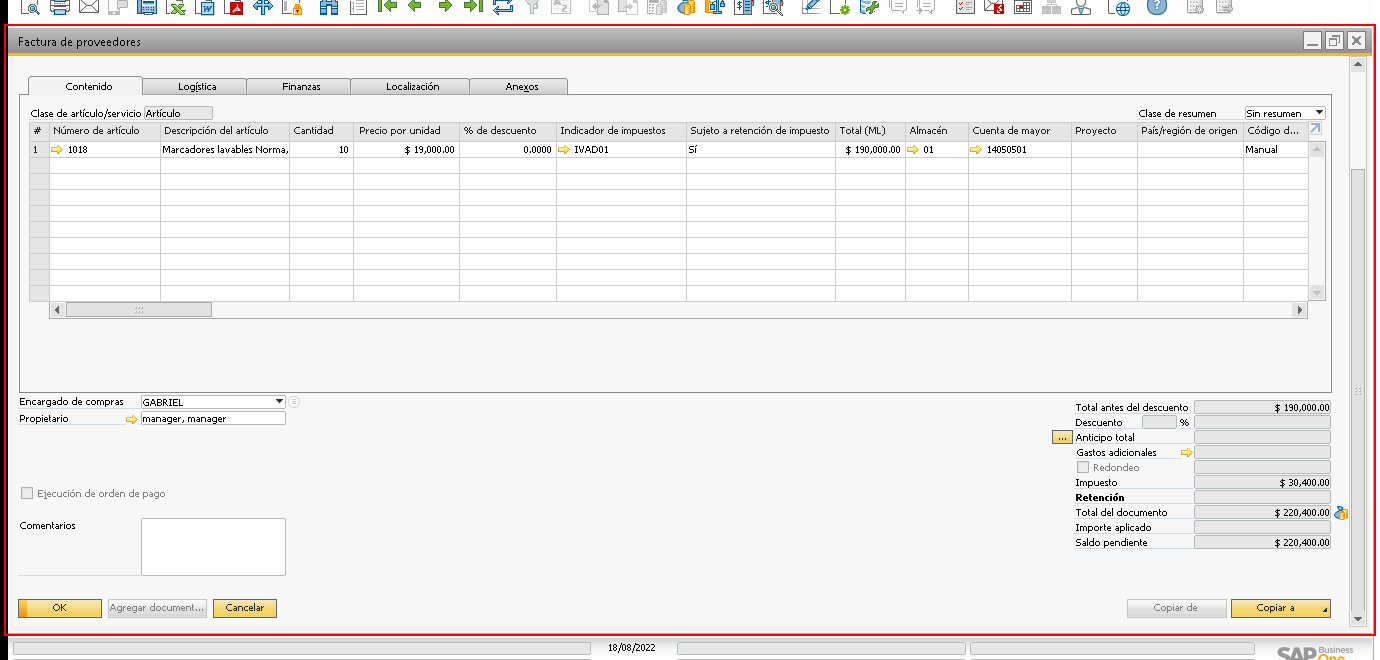 Factura de proveedores
Contenido Logística Finanzas Localización Anexos
Clase de artículo/servicio Artículo Clase de resumen Sin resumen
# Número de artículo Descripción del artículo Cantidad Precio por unidad % de descuento Indicador de impuestos Sujeto a retención de impuesto Total (ML) Almacén Cuenta de mayor Proyecto País/región de origen Código d...
1 1018 Marcadores lavables Norma, 10 $ 19,000.00 0.0000 IVAD01 Sí $ 190,000.00 01 14050501 Manual
Encargado de compras GABRIEL
Propietario manager, manager
Total antes del descuento $ 190,000.00
Descuento %
... Anticipo total
Gastos adicionales
Redondeo
Impuesto $ 30,400.00
Retención
Total del documento $ 220,400.00
Importe aplicado
Saldo pendiente $ 220,400.00
Ejecución de orden de pago
Comentarios
OK Agregar document... Cancelar Copiar de Copiar a
18/08/2022
SAP Business One